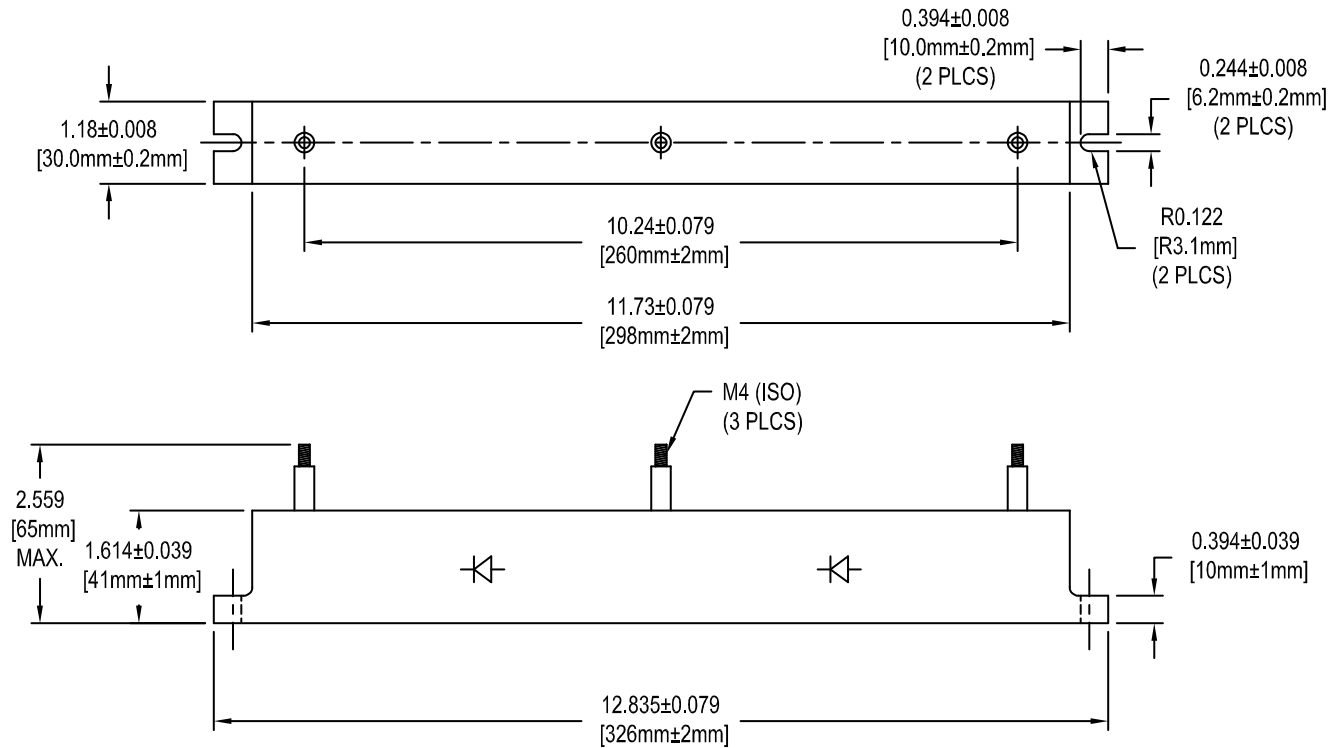 0.394±0.008
[10.0mm±0.2mm]
(2 PLCS)
0.244±0.008
[6.2mm±0.2mm]
(2 PLCS)
1.18±0.008
[30.0mm±0.2mm]
10.24±0.079
[260mm±2mm]
R0.122
[R3.1mm]
(2 PLCS)
11.73±0.079
[298mm±2mm]
M4 (ISO)
(3 PLCS)
2.559
[65mm]
MAX.
1.614±0.039
[41mm±1mm]
0.394±0.039
[10mm±1mm]
12.835±0.079
[326mm±2mm]